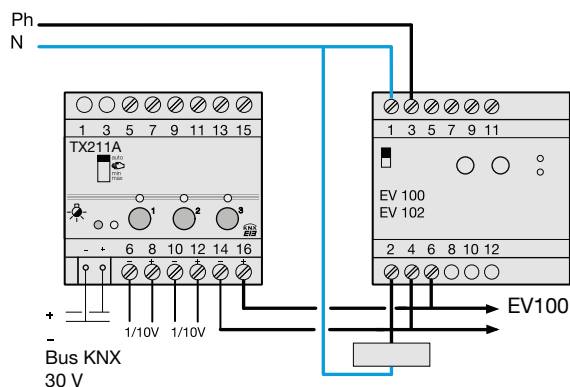 Ph
N
1 3 5 7 9 11 13 15
TX211A
auto
min
max
1 2 3
KNX
EIB
- + 6 8 10 12 14 16
- + - + - +
1 3 5 7 9 11
EV 100
EV 102
2 4 6 8 10 12
+
-
1/10V 1/10V
EV100
Bus KNX
30 V